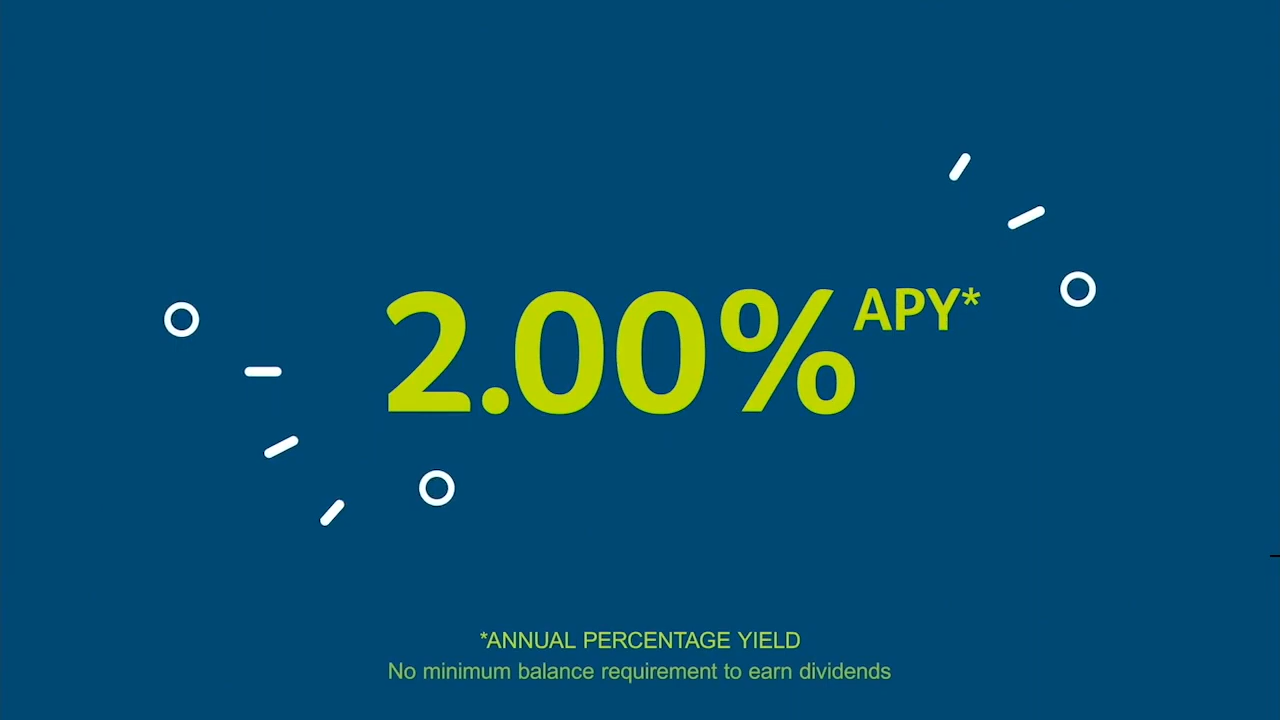 2.00% APY*
*ANNUAL PERCENTAGE YIELD
No minimum balance requirement to earn dividends